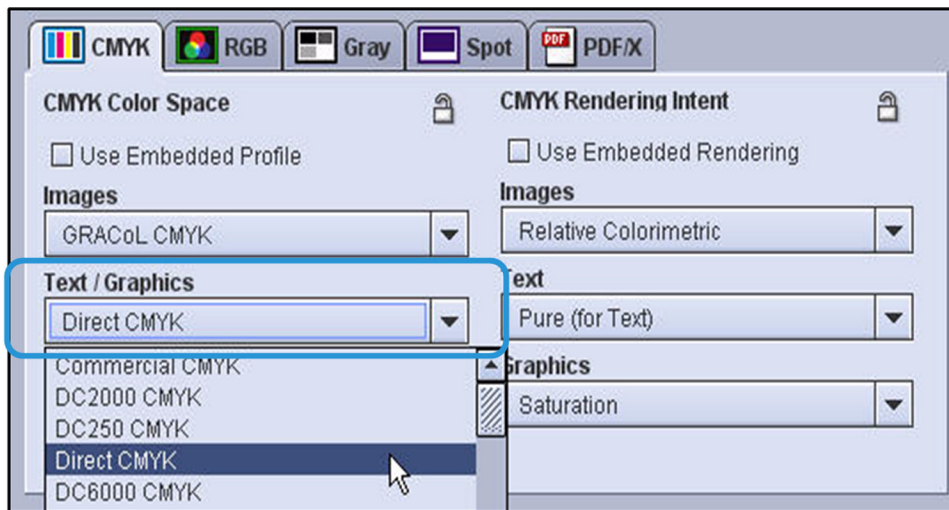 CMYK RGB Gray Spot PDF PDF/X
CMYK Color Space
Use Embedded Profile
Images
GRACoL CMYK
Text / Graphics
Direct CMYK
Commercial CMYK
DC2000 CMYK
DC250 CMYK
Direct CMYK
DC6000 CMYK
CMYK Rendering Intent
Use Embedded Rendering
Images
Relative Colorimetric
Text
Pure (for Text)
Graphics
Saturation